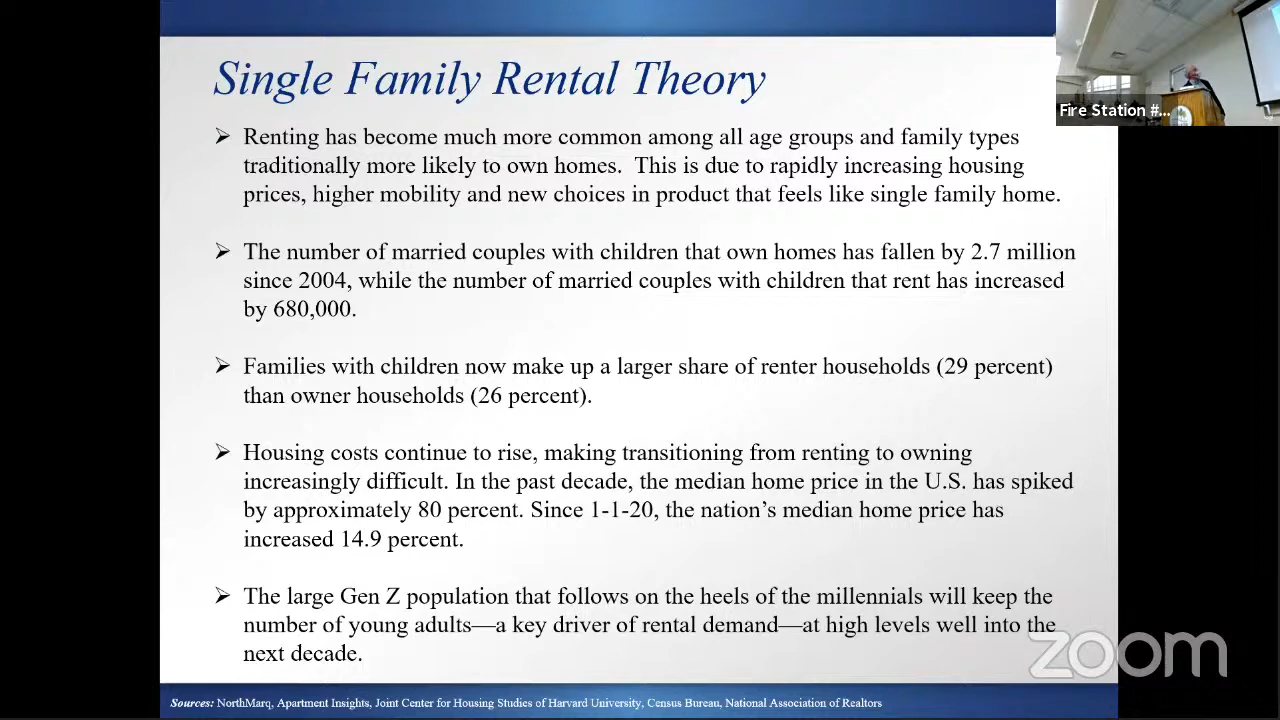 Single Family Rental Theory
Fire Station #...
➢ Renting has become much more common among all age groups and family types
traditionally more likely to own homes.  This is due to rapidly increasing housing
prices, higher mobility and new choices in product that feels like single family home.
➢ The number of married couples with children that own homes has fallen by 2.7 million
since 2004, while the number of married couples with children that rent has increased
by 680,000.
➢ Families with children now make up a larger share of renter households (29 percent)
than owner households (26 percent).
➢ Housing costs continue to rise, making transitioning from renting to owning
increasingly difficult. In the past decade, the median home price in the U.S. has spiked
by approximately 80 percent. Since 1-1-20, the nation’s median home price has
increased 14.9 percent.
➢ The large Gen Z population that follows on the heels of the millennials will keep the
number of young adults—a key driver of rental demand—at high levels well into the
next decade.
zoom
Sources: NorthMarq, Apartment Insights, Joint Center for Housing Studies of Harvard University, Census Bureau, National Association of Realtors